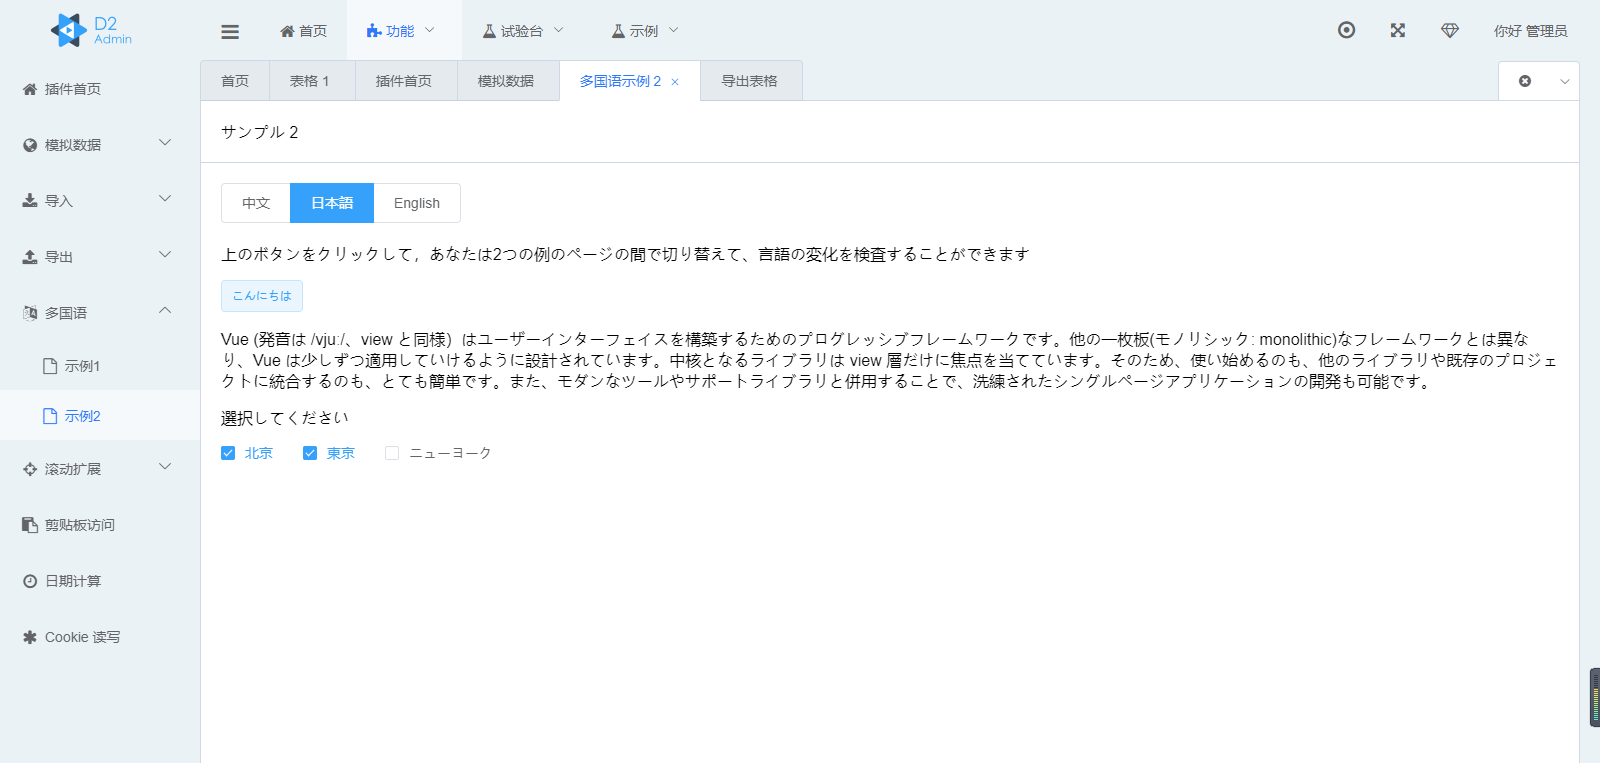 D2
Admin
首页
功能
试验台
示例
你好 管理员
首页
表格 1
插件首页
模拟数据
多国语示例 2
导出表格
插件首页
模拟数据
导入
导出
多国语
示例1
示例2
滚动扩展
剪贴板访问
日期计算
Cookie 读写
サンプル 2
中文
日本語
English
上のボタンをクリックして，あなたは2つの例のページの間で切り替えて、言語の変化を検査することができます
こんにちは
Vue (発音は /vjuː/、view と同様）はユーザーインターフェイスを構築するためのプログレッシブフレームワークです。他の一枚板(モノリシック: monolithic)なフレームワークとは異な
り、Vue は少しずつ適用していけるように設計されています。中核となるライブラリは view 層だけに焦点を当てています。そのため、使い始めるのも、他のライブラリや既存のプロジェ
クトに統合するのも、とても簡単です。また、モダンなツールやサポートライブラリと併用することで、洗練されたシングルページアプリケーションの開発も可能です。
選択してください
北京
東京
ニューヨーク